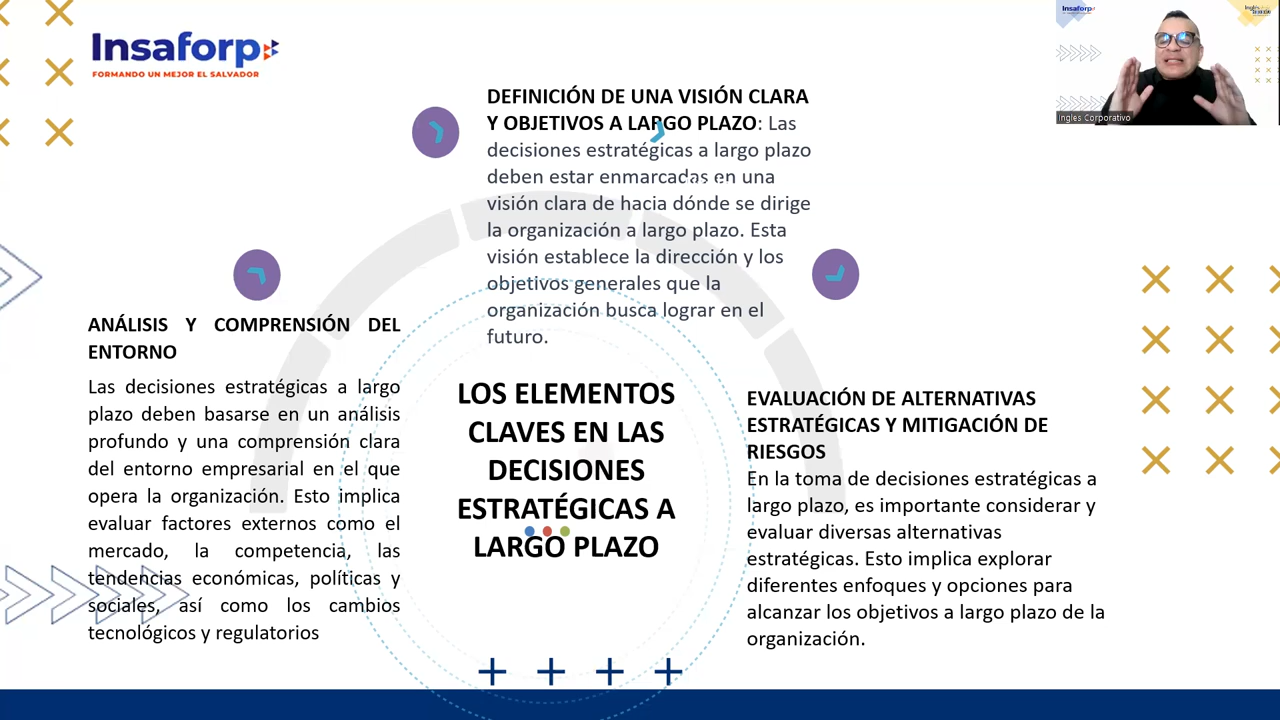 Insaforp
FORMANDO UN MEJOR EL SALVADOR
Insaforp
Ingles Corporativo
DEFINICIÓN DE UNA VISIÓN CLARA
Y OBJETIVOS A LARGO PLAZO: Las
decisiones estratégicas a largo plazo
deben estar enmarcadas en una
visión clara de hacia dónde se dirige
la organización a largo plazo. Esta
visión establece la dirección y los
objetivos generales que la
organización busca lograr en el
futuro.
ANÁLISIS Y COMPRENSIÓN DEL
ENTORNO
Las decisiones estratégicas a largo
plazo deben basarse en un análisis
profundo y una comprensión clara
del entorno empresarial en el que
opera la organización. Esto implica
evaluar factores externos como el
mercado, la competencia, las
tendencias económicas, políticas y
sociales, así como los cambios
tecnológicos y regulatorios
LOS ELEMENTOS
CLAVES EN LAS
DECISIONES
ESTRATÉGICAS A
LARGO PLAZO
EVALUACIÓN DE ALTERNATIVAS
ESTRATÉGICAS Y MITIGACIÓN DE
RIESGOS
En la toma de decisiones estratégicas a
largo plazo, es importante considerar y
evaluar diversas alternativas
estratégicas. Esto implica explorar
diferentes enfoques y opciones para
alcanzar los objetivos a largo plazo de la
organización.